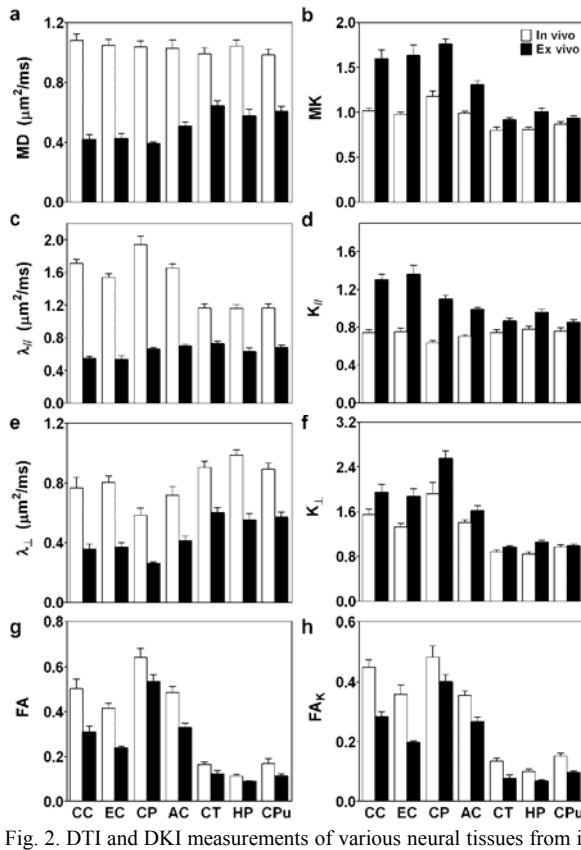 a
1.2
0.8
0.4
0.0
MD (μm²/ms)
b
2.0
1.5
1.0
0.5
0.0
MK
In vivo
Ex vivo
c
2.0
1.6
1.2
0.8
0.4
0.0
λ// (μm²/ms)
d
1.6
1.2
0.8
0.4
0.0
K//
e
1.2
0.8
0.4
0.0
λ⊥ (μm²/ms)
f
3.2
2.4
1.6
0.8
0.0
K⊥
g
0.8
0.6
0.4
0.2
0.0
FA
CC EC CP AC CT HP CPu
h
0.6
0.4
0.2
0.0
FAK
CC EC CP AC CT HP CPu
Fig. 2. DTI and DKI measurements of various neural tissues from i